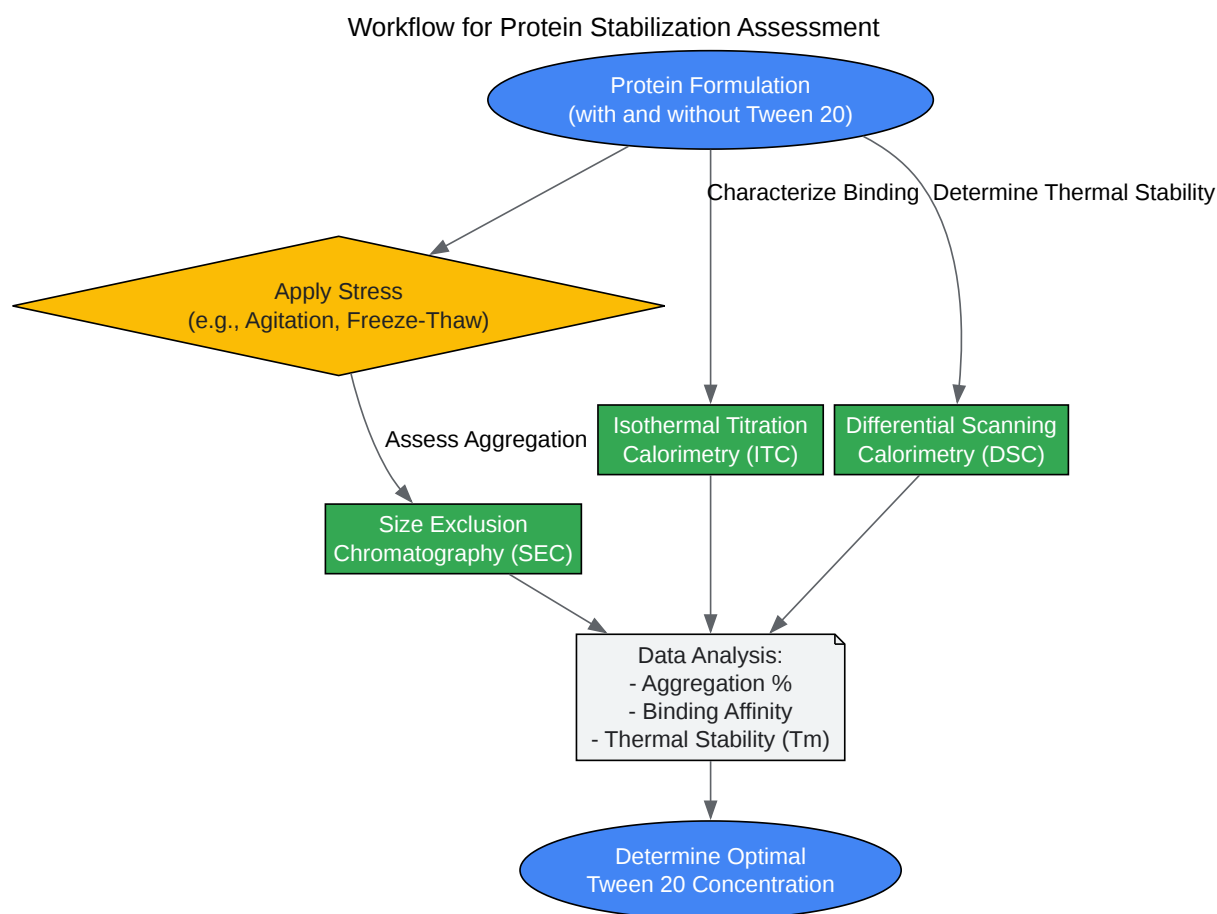 Workflow for Protein Stabilization Assessment
Protein Formulation
(with and without Tween 20)
Characterize Binding
Determine Thermal Stability
Apply Stress
(e.g., Agitation, Freeze-Thaw)
Assess Aggregation
Isothermal Titration
Calorimetry (ITC)
Differential Scanning
Calorimetry (DSC)
Size Exclusion
Chromatography (SEC)
Data Analysis:
- Aggregation %
- Binding Affinity
- Thermal Stability (Tm)
Determine Optimal
Tween 20 Concentration